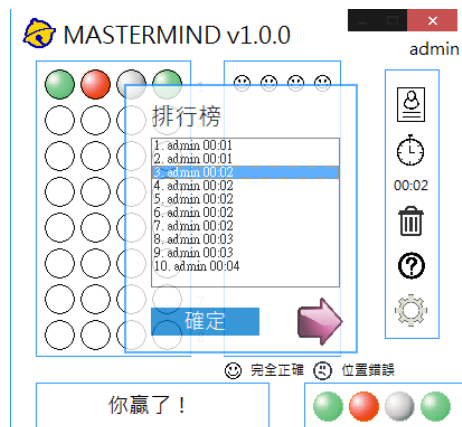 MASTERMIND v1.0.0
admin
1
排行榜
1. admin 00:01
2. admin 00:01
3. admin 00:02
4. admin 00:02
5. admin 00:02
6. admin 00:02
7. admin 00:02
8. admin 00:03
9. admin 00:03
10. admin 00:04
00:02
確定
完全正確 位置錯誤
你贏了！